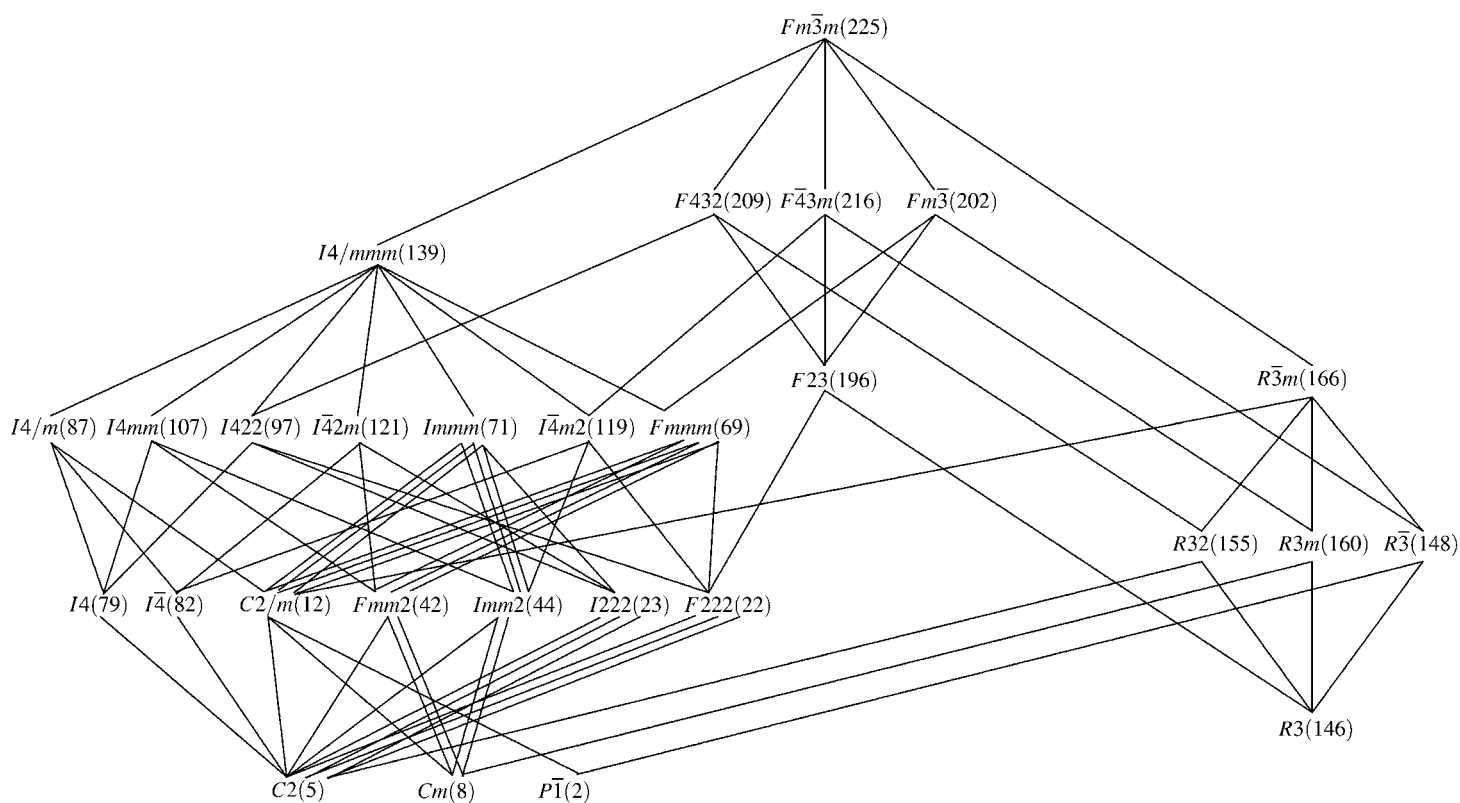 Fm3̅m(225)
F432(209) F4̅3m(216) Fm3̅(202)
I4/mmm(139)
F23(196)
R3̅m(166)
I4/m(87) I4mm(107) I422(97) I4̅2m(121) Immm(71) I4̅m2(119) Fmmm(69)
R32(155) R3m(160) R3̅(148)
I4(79) I4̅(82) C2/m(12) Fmm2(42) Imm2(44) I222(23) F222(22)
R3(146)
C2(5) Cm(8) P1̅(2)